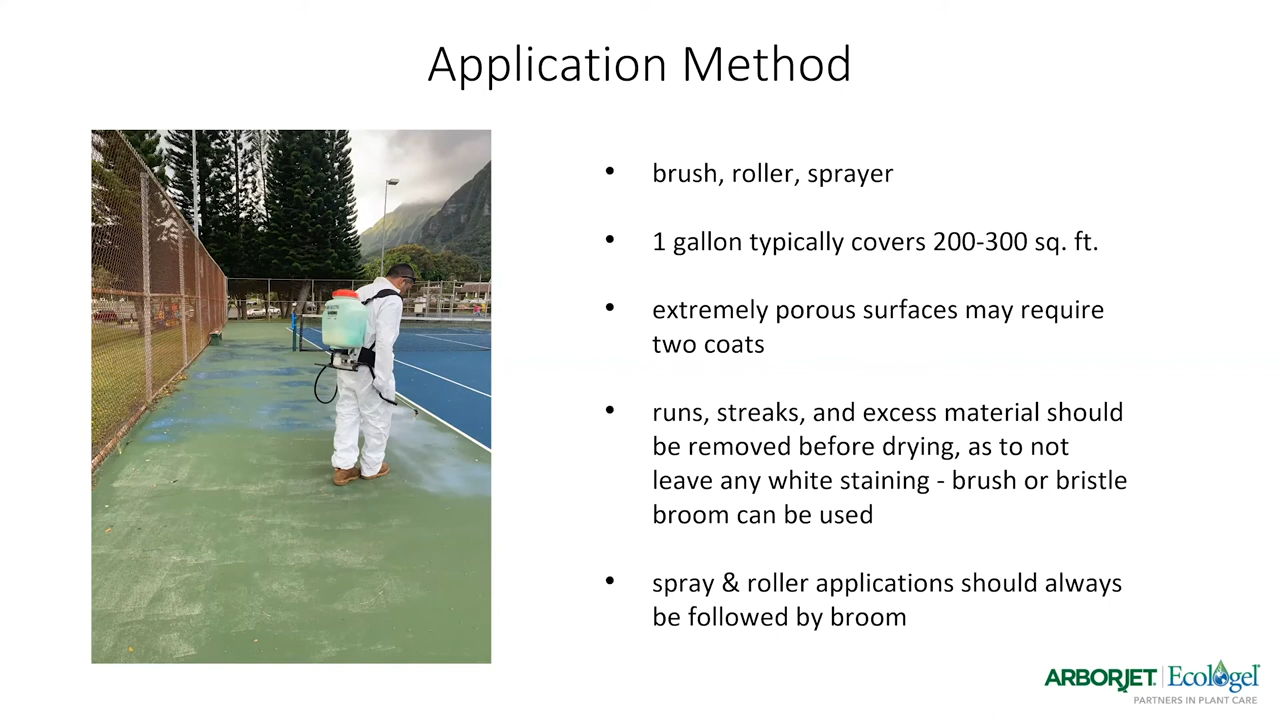 Application Method
• brush, roller, sprayer
• 1 gallon typically covers 200-300 sq. ft.
• extremely porous surfaces may require
two coats
• runs, streaks, and excess material should
be removed before drying, as to not
leave any white staining - brush or bristle
broom can be used
• spray & roller applications should always
be followed by broom
ARBORJET | Ecologel
PARTNERS IN PLANT CARE